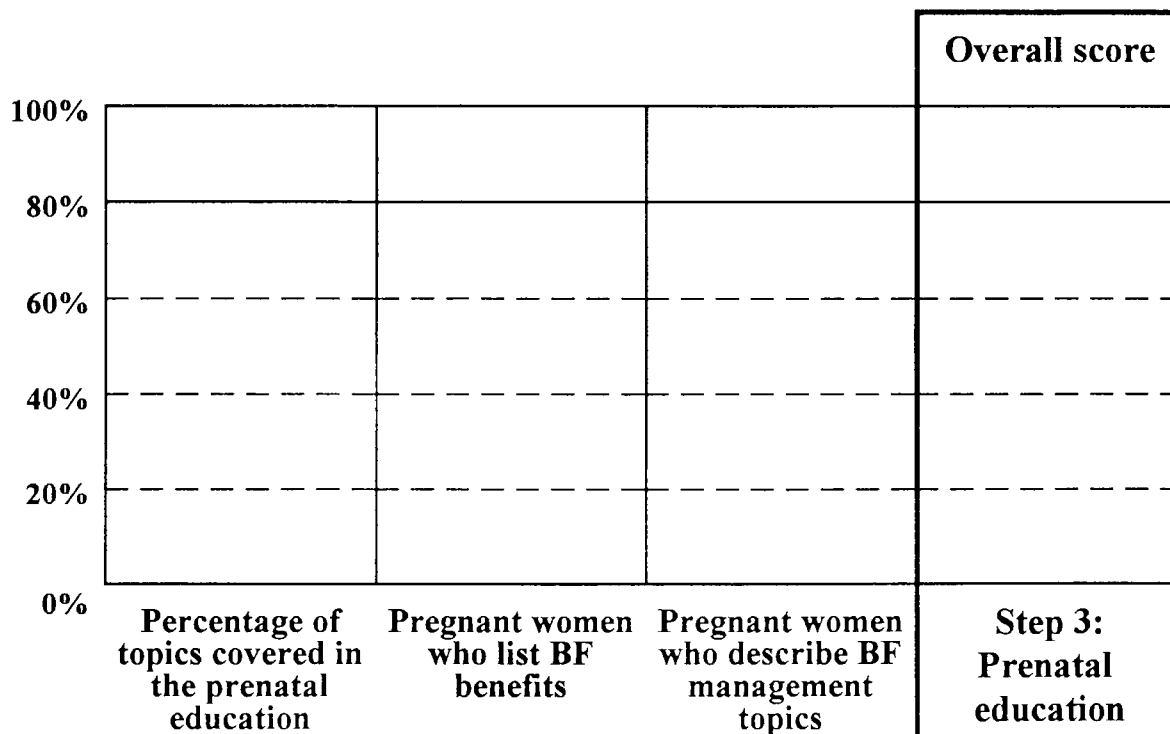 Overall score
100%
80%
60%
40%
20%
0%
Percentage of
topics covered in
the prenatal
education
Pregnant women
who list BF
benefits
Pregnant women
who describe BF
management
topics
Step 3:
Prenatal
education